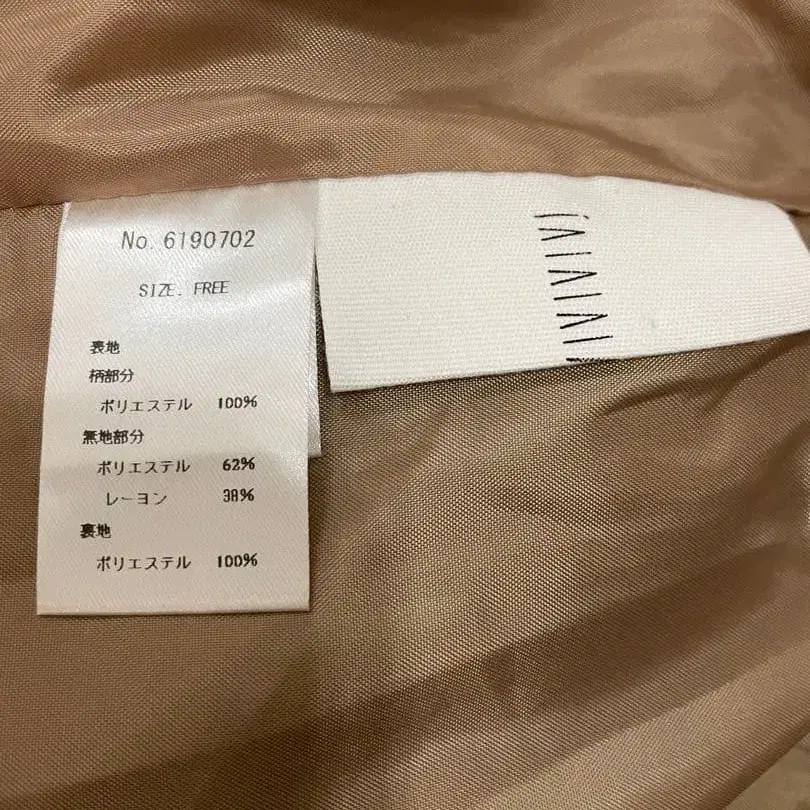 No. 6190702
SIZE. FREE
表地
柄部分
ポリエステル 100%
無地部分
ポリエステル 62%
レーヨン 38%
裏地
ポリエステル 100%